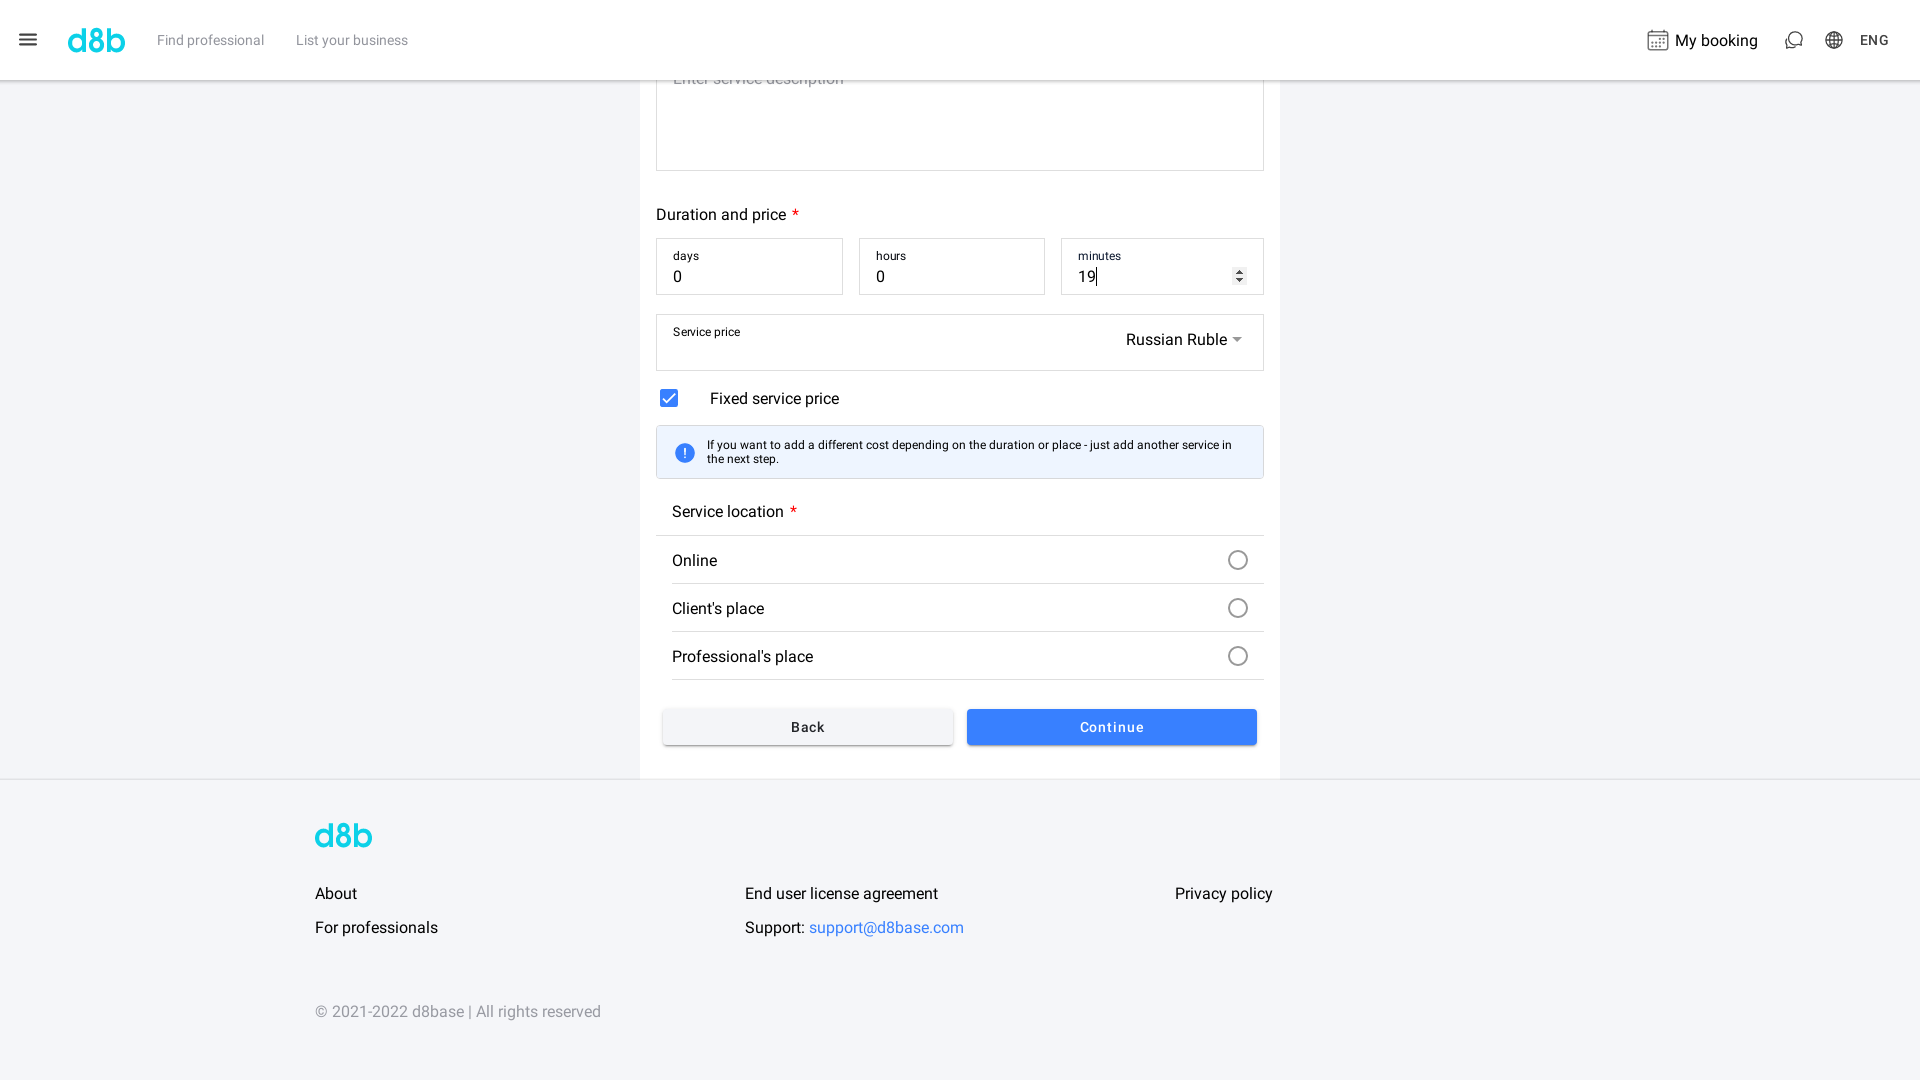 d8b
Find professional
List your business
My booking
ENG
Enter service description
Duration and price *
days
0
hours
0
minutes
19
Service price
Russian Ruble
Fixed service price
If you want to add a different cost depending on the duration or place - just add another service in
the next step.
Service location *
Online
Client's place
Professional's place
Back
Continue
d8b
About
End user license agreement
Privacy policy
For professionals
Support: support@d8base.com
© 2021-2022 d8base | All rights reserved